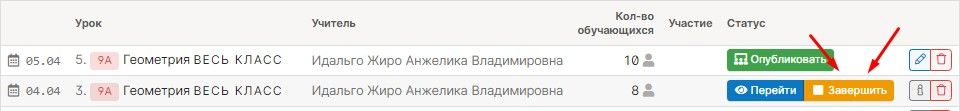 Урок Учитель Кол-во обучающихся Участие Статус
05.04 5. 9А Геометрия ВЕСЬ КЛАСС Идальго Жиро Анжелика Владимировна 10 Опубликовать
04.04 3. 9А Геометрия ВЕСЬ КЛАСС Идальго Жиро Анжелика Владимировна 8 Перейти Завершить